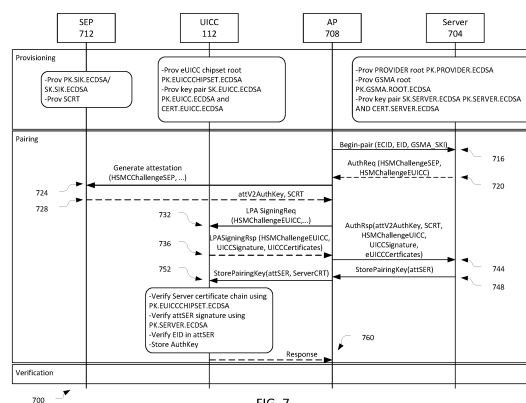 SEP
712
UICC
112
AP
708
Server
704
Provisioning
-Prov PK.SIK.ECDSA/
SK.SIK.ECDSA
-Prov SCRT
-Prov eUICC chipset root
PK.EUICCCHIPSET.ECDSA
-Prov key pair SK.EUICC.ECDSA
PK.EUICC.ECDSA and
CERT.EUICC.ECDSA
-Prov PROVIDER root PK.PROVIDER.ECDSA
-Prov GSMA root
PK.GSMA.ROOT.ECDSA
-Prov key pair SK.SERVER.ECDSA PK.SERVER.ECDSA
AND CERT.SERVER.ECDSA
Pairing
Begin-pair (ECID, EID, GSMA_SKI)
716
AuthReq (HSMChallengeSEP,
HSMChallengeEUICC)
720
Generate attestation
(HSMCChallengeSEP, ...)
724
attV2AuthKey, SCRT
728
LPA SigningReq
(HSMChallengeEUICC,...)
732
LPASigningRsp (HSMChallengeEUICC,
UICCSignature, UICCCertificates)
736
AuthRsp(attV2AuthKey, SCRT,
HSMChallengeEUICC,
UICCSignature,
eUICCCertficates)
744
StorePairingKey(attSER, ServerCRT)
752
StorePairingKey(attSER)
748
-Verify Server certificate chain using
PK.EUICCCHIPSET.ECDSA
-Verify attSER signature using
PK.SERVER.ECDSA
-Verify EID in attSER
-Store AuthKey
760
Response
Verification
700
FIG. 7